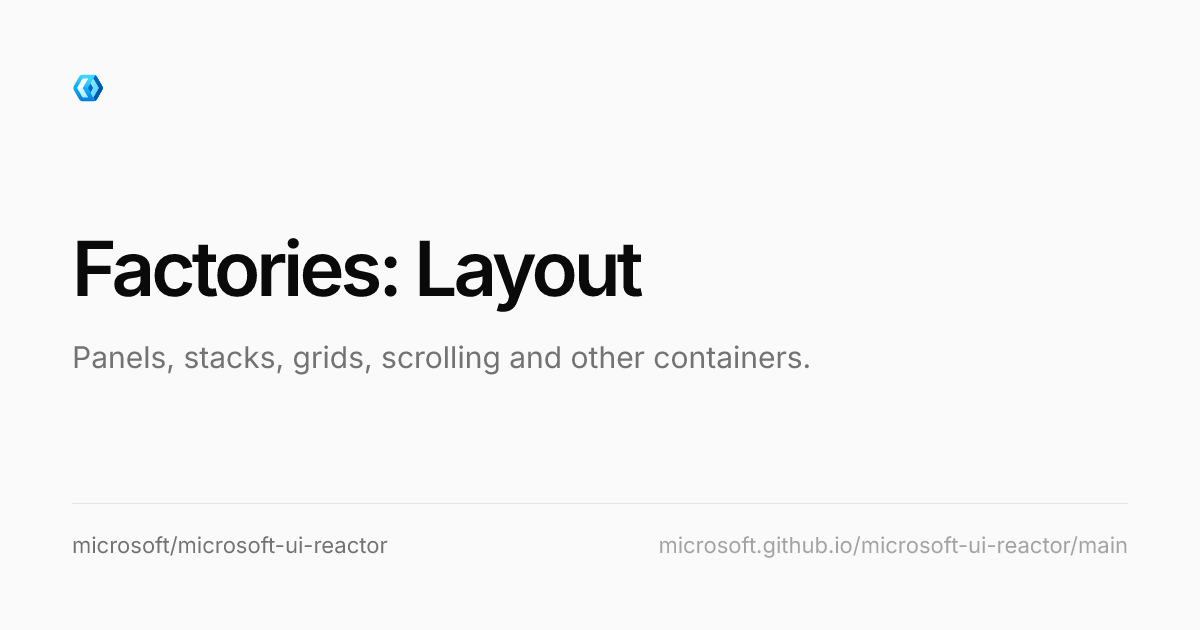 Factories: Layout
Panels, stacks, grids, scrolling and other containers.
microsoft/microsoft-ui-reactor
microsoft.github.io/microsoft-ui-reactor/main